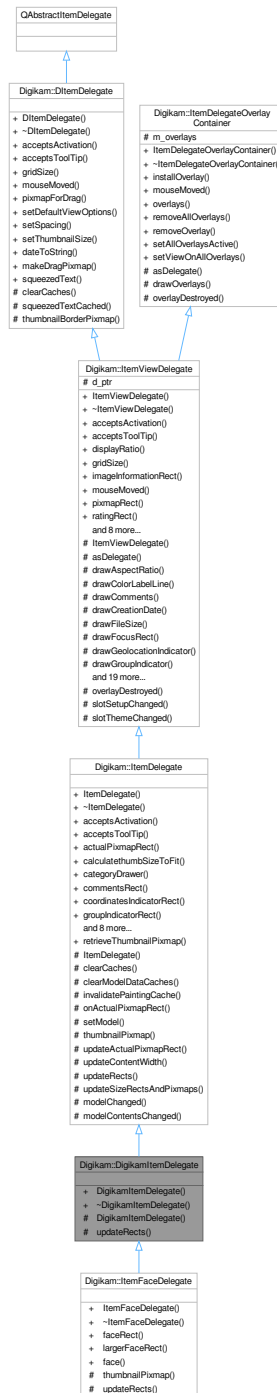 QAbstractItemDelegate
Digikam::DItemDelegate
+ DItemDelegate()
+ ~DItemDelegate()
+ acceptsActivation()
+ acceptsToolTip()
+ gridSize()
+ mouseMoved()
+ pixmapForDrag()
+ setDefaultViewOptions()
+ setSpacing()
+ setThumbnailSize()
+ dateToString()
+ makeDragPixmap()
+ squeezedText()
# clearCaches()
# squeezedTextCached()
# thumbnailBorderPixmap()
Digikam::ItemDelegateOverlay
Container
# m_overlays
+ ItemDelegateOverlayContainer()
+ ~ItemDelegateOverlayContainer()
+ installOverlay()
+ mouseMoved()
+ overlays()
+ removeAllOverlays()
+ removeOverlay()
+ setAllOverlaysActive()
+ setViewOnAllOverlays()
# asDelegate()
# drawOverlays()
# overlayDestroyed()
Digikam::ItemViewDelegate
# d_ptr
+ ItemViewDelegate()
+ ~ItemViewDelegate()
+ acceptsActivation()
+ acceptsToolTip()
+ displayRatio()
+ gridSize()
+ imageInformationRect()
+ mouseMoved()
+ pixmapRect()
+ ratingRect()
and 8 more...
# ItemViewDelegate()
# asDelegate()
# drawAspectRatio()
# drawColorLabelLine()
# drawComments()
# drawCreationDate()
# drawFileSize()
# drawFocusRect()
# drawGeolocationIndicator()
# drawGroupIndicator()
and 19 more...
# overlayDestroyed()
# slotSetupChanged()
# slotThemeChanged()
Digikam::ItemDelegate
+ ItemDelegate()
+ ~ItemDelegate()
+ acceptsActivation()
+ acceptsToolTip()
+ actualPixmapRect()
+ calculatethumbSizeToFit()
+ categoryDrawer()
+ commentsRect()
+ coordinatesIndicatorRect()
+ groupIndicatorRect()
and 8 more...
+ retrieveThumbnailPixmap()
# ItemDelegate()
# clearCaches()
# clearModelDataCaches()
# invalidatePaintingCache()
# onActualPixmapRect()
# setModel()
# thumbnailPixmap()
# updateActualPixmapRect()
# updateContentWidth()
# updateRects()
# updateSizeRectsAndPixmaps()
# modelChanged()
# modelContentsChanged()
Digikam::DigikamItemDelegate
+ DigikamItemDelegate()
+ ~DigikamItemDelegate()
# DigikamItemDelegate()
# updateRects()
Digikam::ItemFaceDelegate
+ ItemFaceDelegate()
+ ~ItemFaceDelegate()
+ faceRect()
+ largerFaceRect()
+ face()
# thumbnailPixmap()
# updateRects()